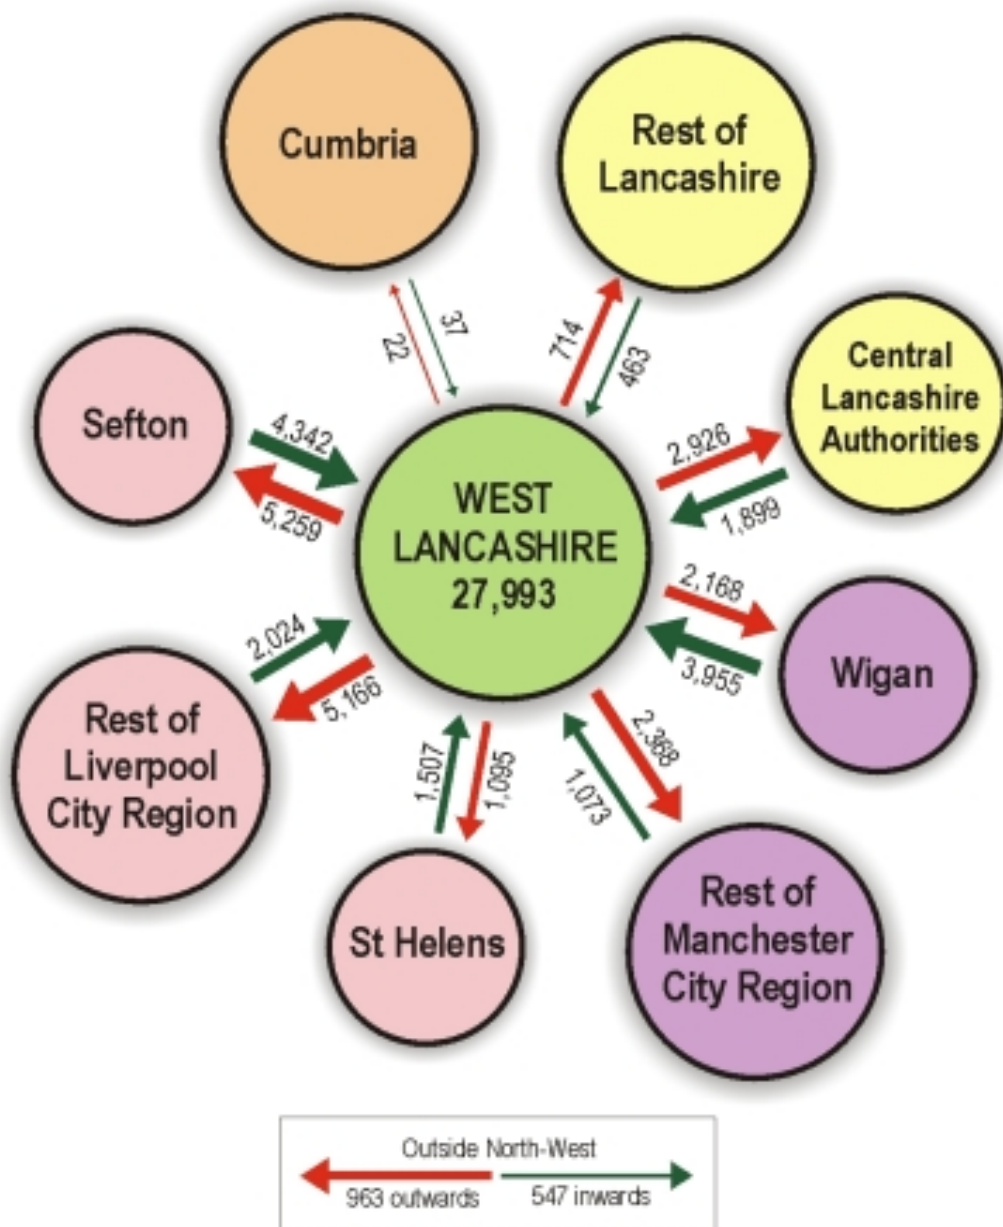 Cumbria
Rest of
Lancashire
22
37
714
463
Central
Lancashire
Authorities
Sefton
4,342
5,259
2,926
1,899
WEST
LANCASHIRE
27,993
2,168
3,955
Wigan
2,024
5,166
Rest of
Liverpool
City Region
1,507
1,095
2,368
1,073
St Helens
Rest of
Manchester
City Region
Outside North-West
963 outwards
547 inwards